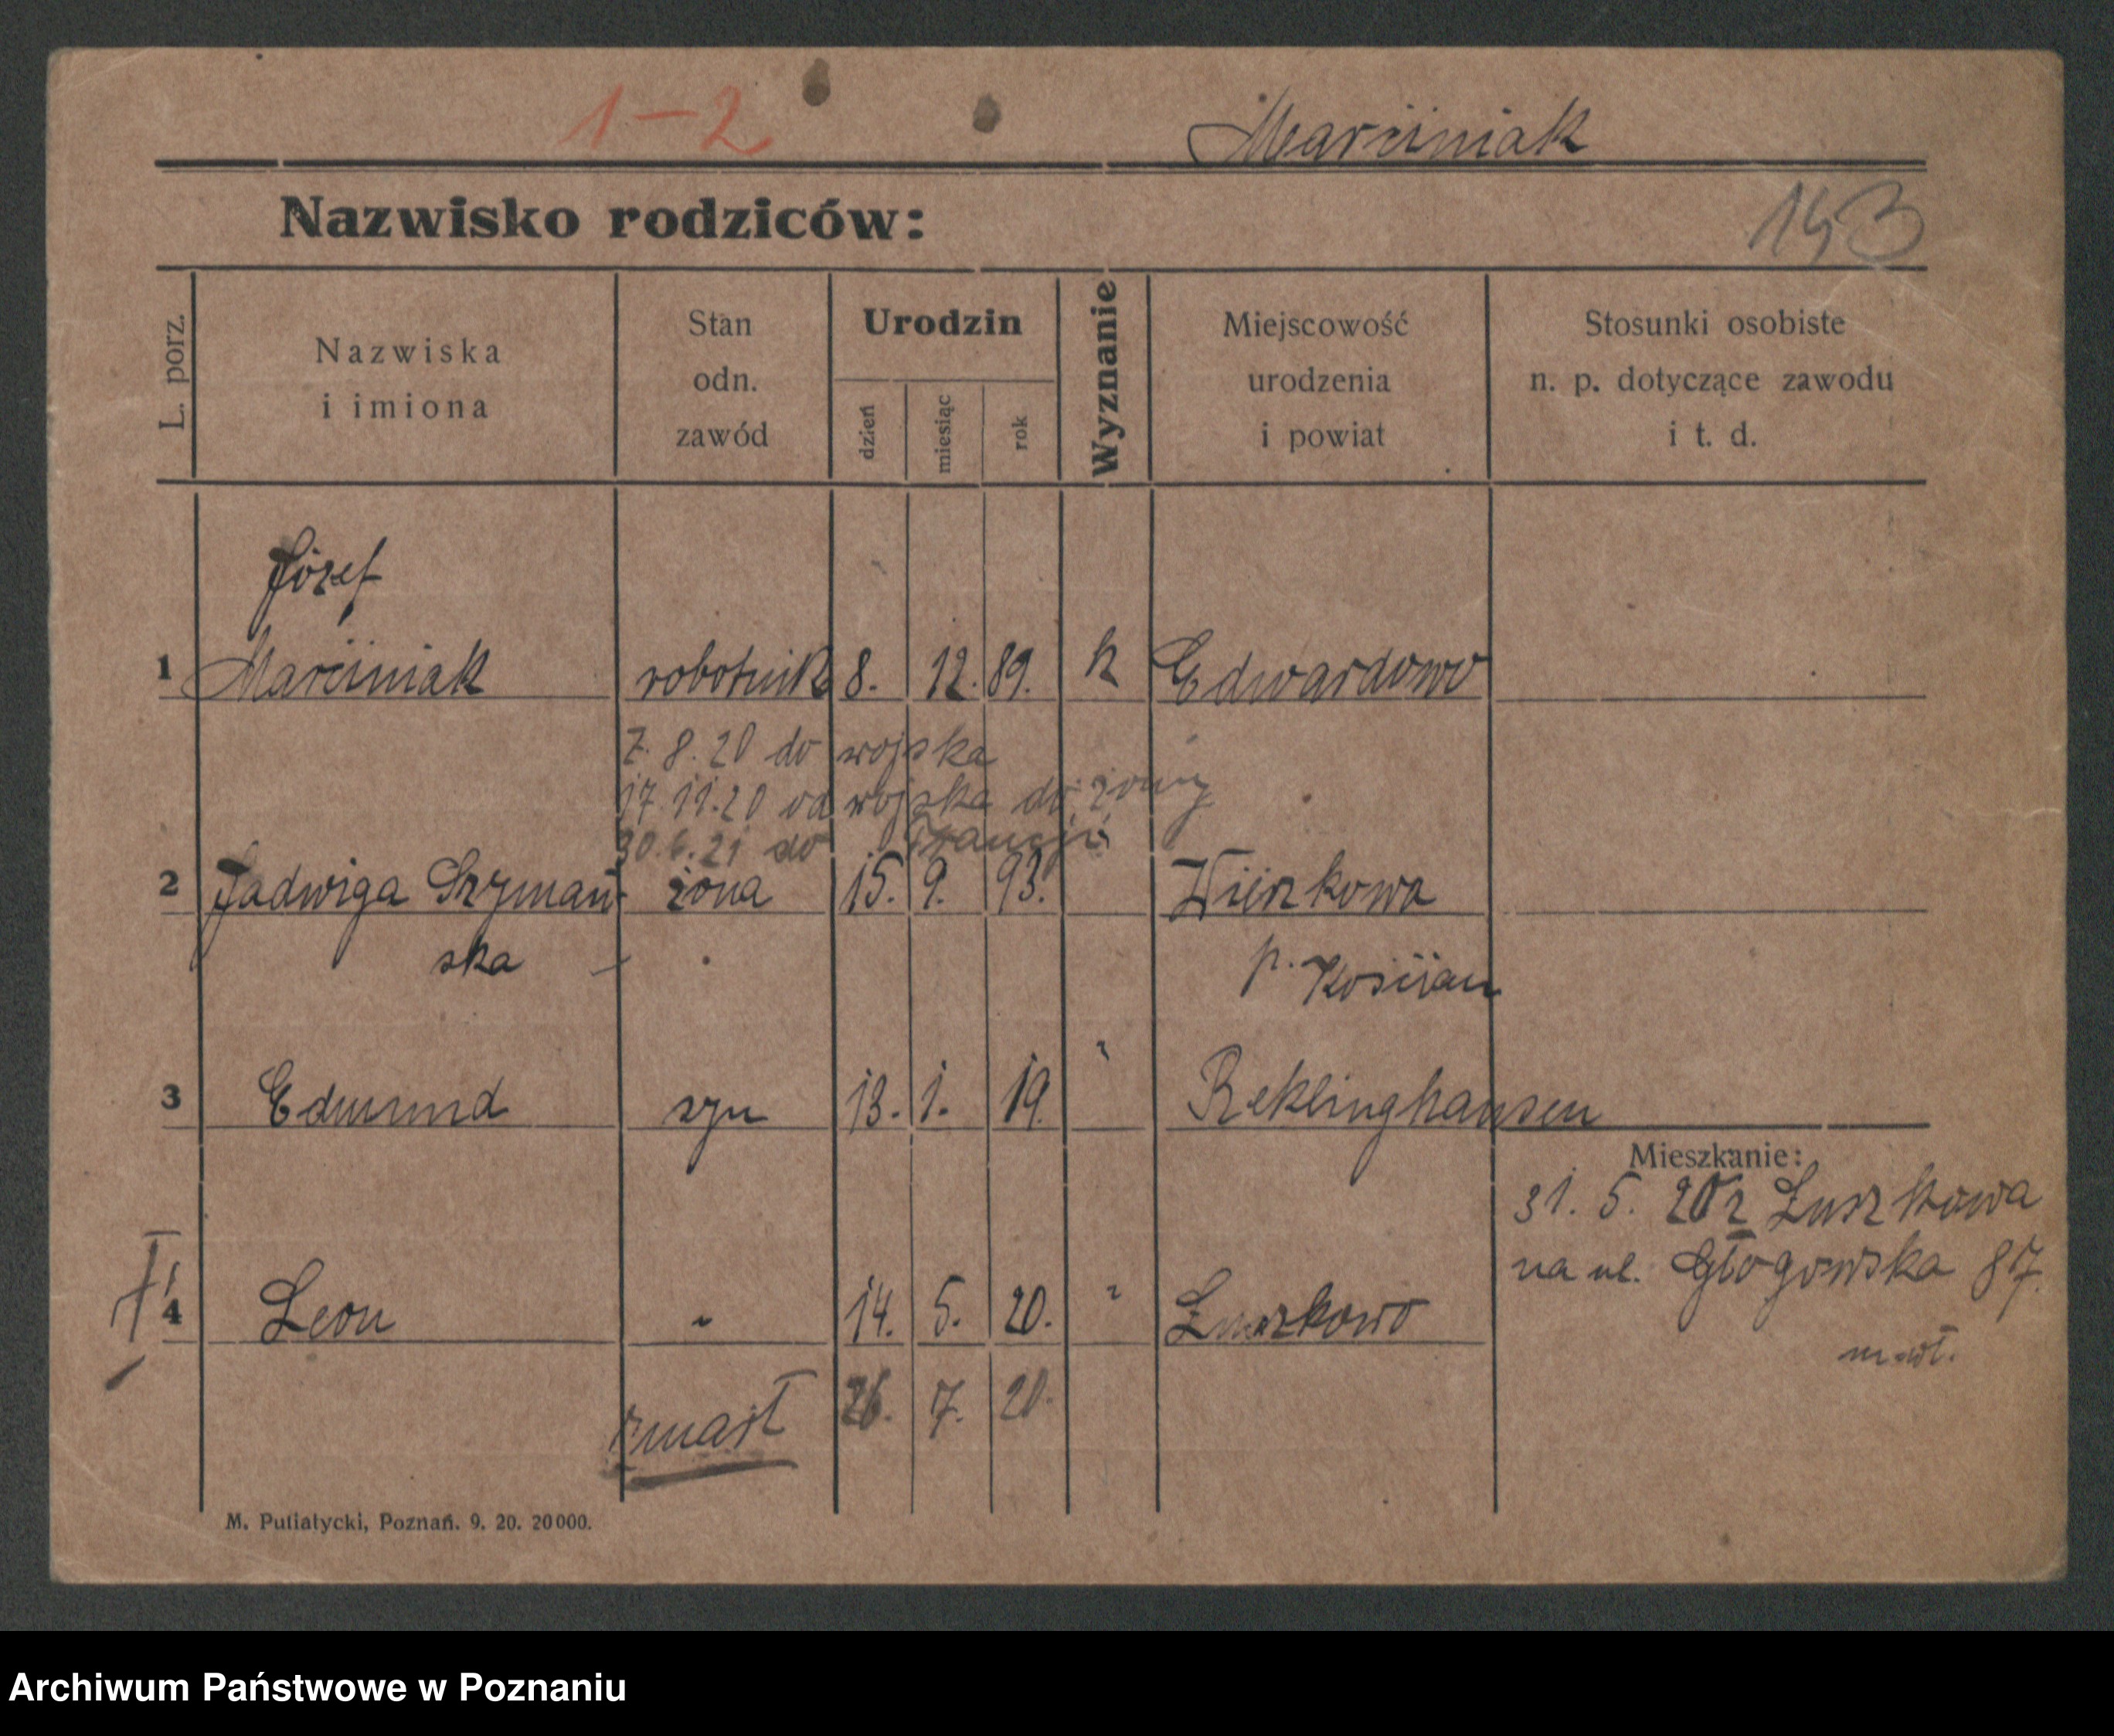 1-2
Marciniak
Nazwisko rodziców:
143
L. porz.
Nazwiska
i imiona
Stan
odn.
zawód
Urodzin
dzień
miesiąc
rok
Wyznanie
Miejscowość
urodzenia
i powiat
Stosunki osobiste
n. p. dotyczące zawodu
i t. d.
Józef
1 Marciniak robotnik 8. 12. 89. k Edwardowo
7. 8. 20 do wojska
17.11.20 od wojska do żony
30.6.21 do Francji
2 Jadwiga Szymań- żona 15. 9. 93.
ska
p. Kościan
3 Edmund syn 13. 1. 19. " Reklinghausen
Mieszkanie:
31. 5. 20 z Łuszkowa
na ul. Głogowska 87.
4 Leon " 14. 5. 20. " Łuszkowo
zmarł 26. 7. 20.
M. Putiatycki, Poznań. 9. 20. 20000.
Archiwum Państwowe w Poznaniu